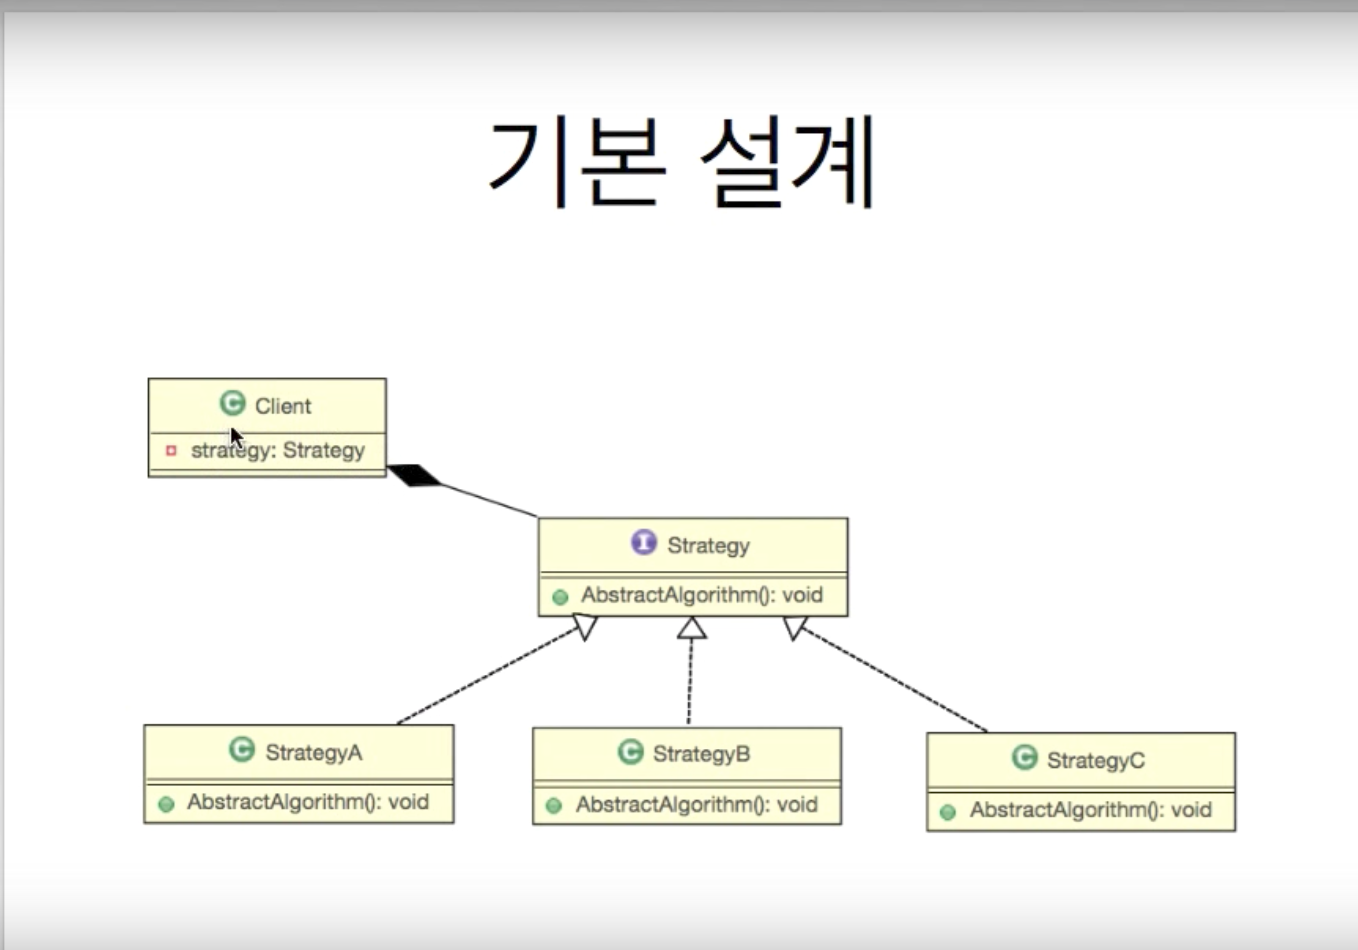 기본 설계
C Client
strategy: Strategy
I Strategy
AbstractAlgorithm(): void
C StrategyA
AbstractAlgorithm(): void
C StrategyB
AbstractAlgorithm(): void
C StrategyC
AbstractAlgorithm(): void